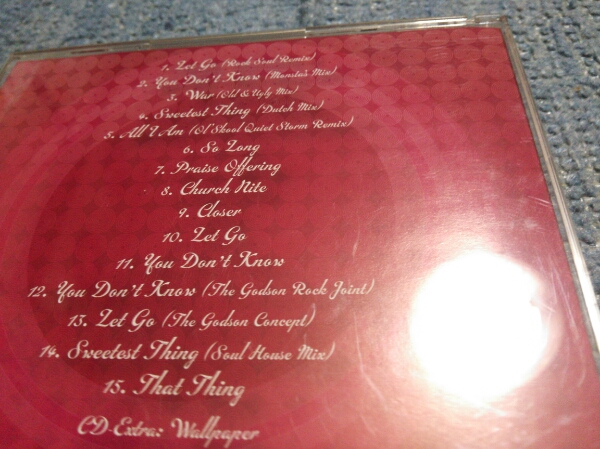 1. Let Go (Rock Soul Remix)
2. You Don't Know (Monsta's Mix)
3. War (Old & Ugly Mix)
4. Sweetest Thing (Dutch Mix)
5. All I Am (Ol' Skool Quiet Storm Remix)
6. So Long
7. Praise Offering
8. Church Nite
9. Closer
10. Let Go
11. You Don't Know
12. You Don't Know (The Godson Rock Joint)
13. Let Go (The Godson Concept)
14. Sweetest Thing (Soul House Mix)
15. That Thing
CD-Extra: Wallpaper